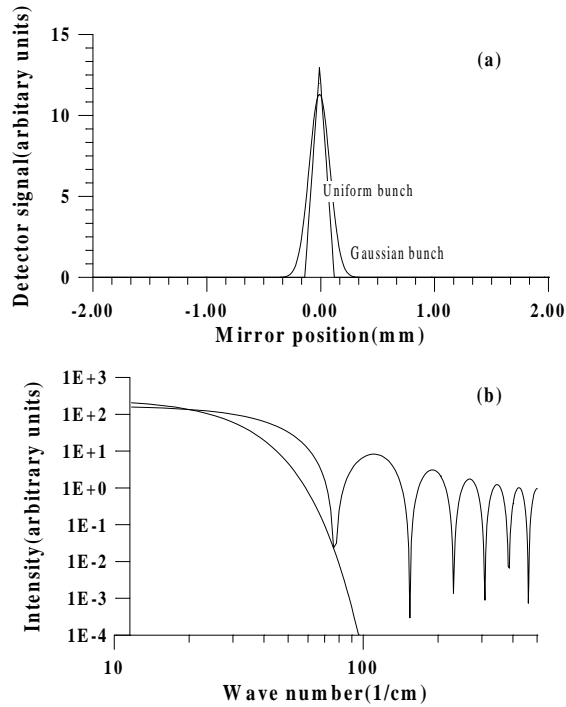 15
(a)
10
5
0
Detector signal(arbitary units)
Uniform bunch
Gaussian bunch
-2.00
-1.00
0.00
1.00
2.00
Mirror position(mm)
1E+3
(b)
1E+2
1E+1
1E+0
1E-1
1E-2
1E-3
1E-4
Intensity(arbitrary units)
10
100
Wave number(1/cm)